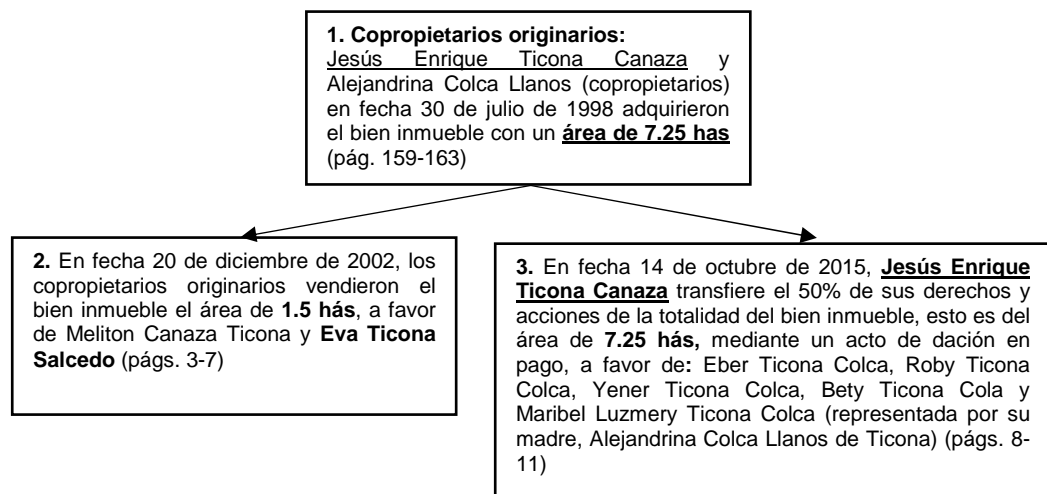 1. Copropietarios originarios:
Jesús Enrique Ticona Canaza y
Alejandrina Colca Llanos (copropietarios)
en fecha 30 de julio de 1998 adquirieron
el bien inmueble con un área de 7.25 has
(pág. 159-163)
2. En fecha 20 de diciembre de 2002, los
copropietarios originarios vendieron el
bien inmueble el área de 1.5 hás, a favor
de Meliton Canaza Ticona y Eva Ticona
Salcedo (págs. 3-7)
3. En fecha 14 de octubre de 2015, Jesús Enrique
Ticona Canaza transfiere el 50% de sus derechos y
acciones de la totalidad del bien inmueble, esto es del
área de 7.25 hás, mediante un acto de dación en
pago, a favor de: Eber Ticona Colca, Roby Ticona
Colca, Yener Ticona Colca, Bety Ticona Cola y
Maribel Luzmery Ticona Colca (representada por su
madre, Alejandrina Colca Llanos de Ticona) (págs. 8-
11)